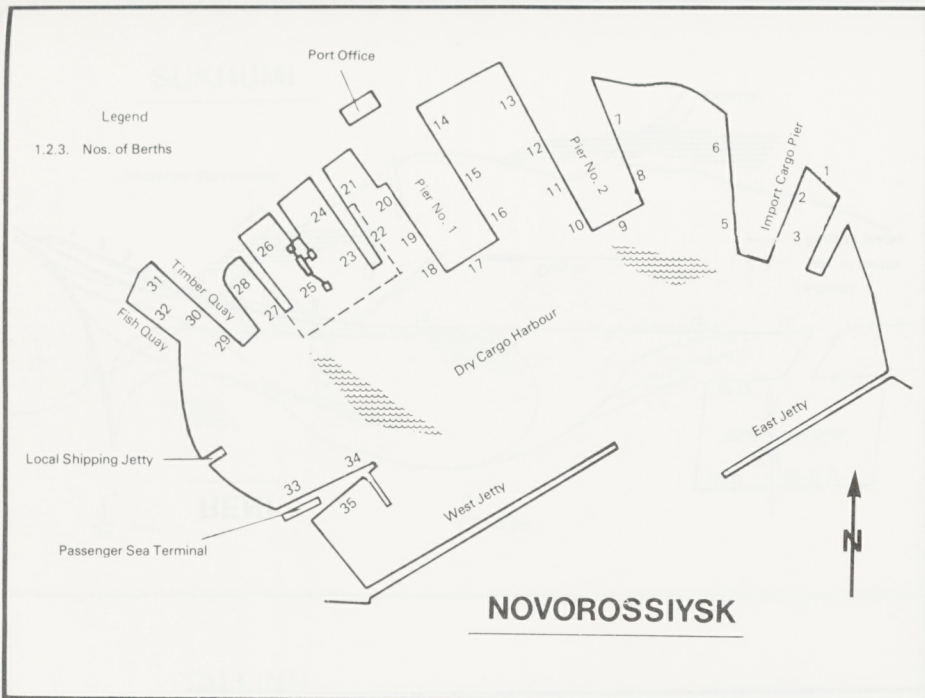 Port Office
Legend
1.2.3. Nos. of Berths
14
13
7
12
6
15
Pier No. 2
1
21
20
Pier No. 1
11
8
2
Import Cargo Pier
24
22
19
16
10
9
5
3
26
23
18
17
31
Timber Quay
28
25
32
30
27
Fish Quay
29
Dry Cargo Harbour
East Jetty
Local Shipping Jetty
34
33
35
West Jetty
Passenger Sea Terminal
N
NOVOROSSIYSK